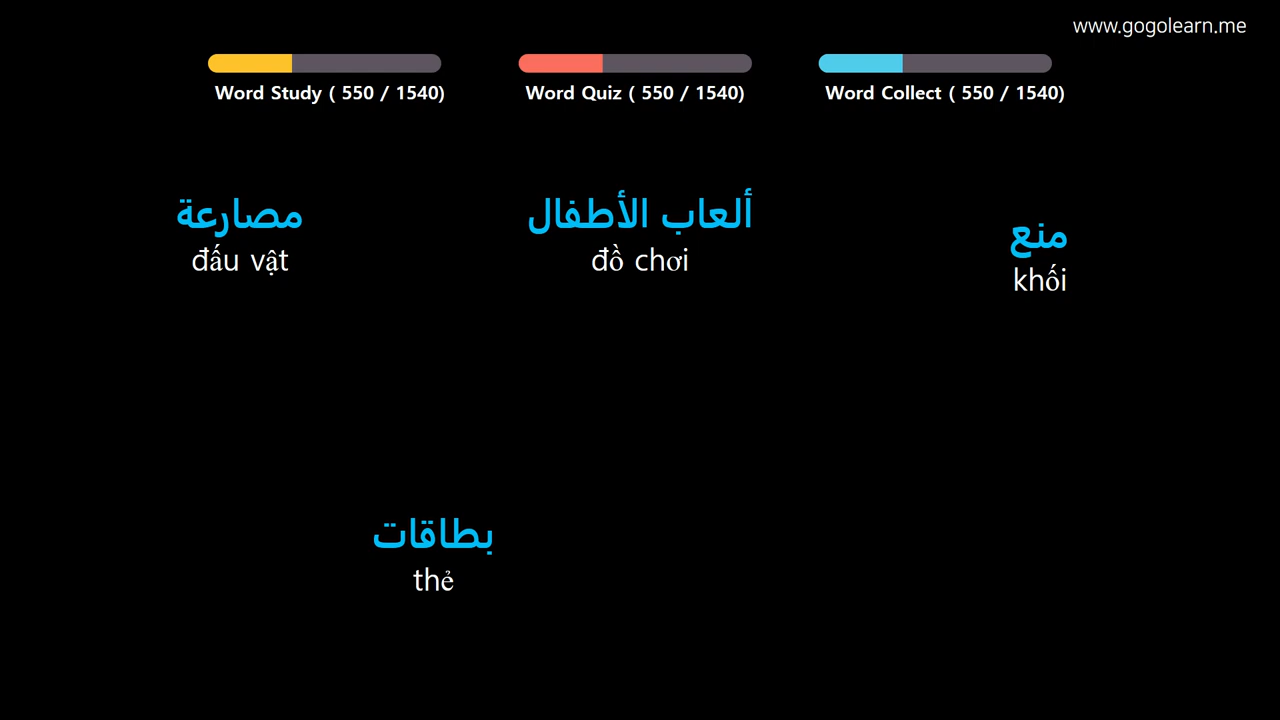 www.gogolearn.me
Word Study ( 550 / 1540)
Word Quiz ( 550 / 1540)
Word Collect ( 550 / 1540)
مصارعة
đấu vật
ألعاب الأطفال
đồ chơi
منع
khối
بطاقات
thẻ